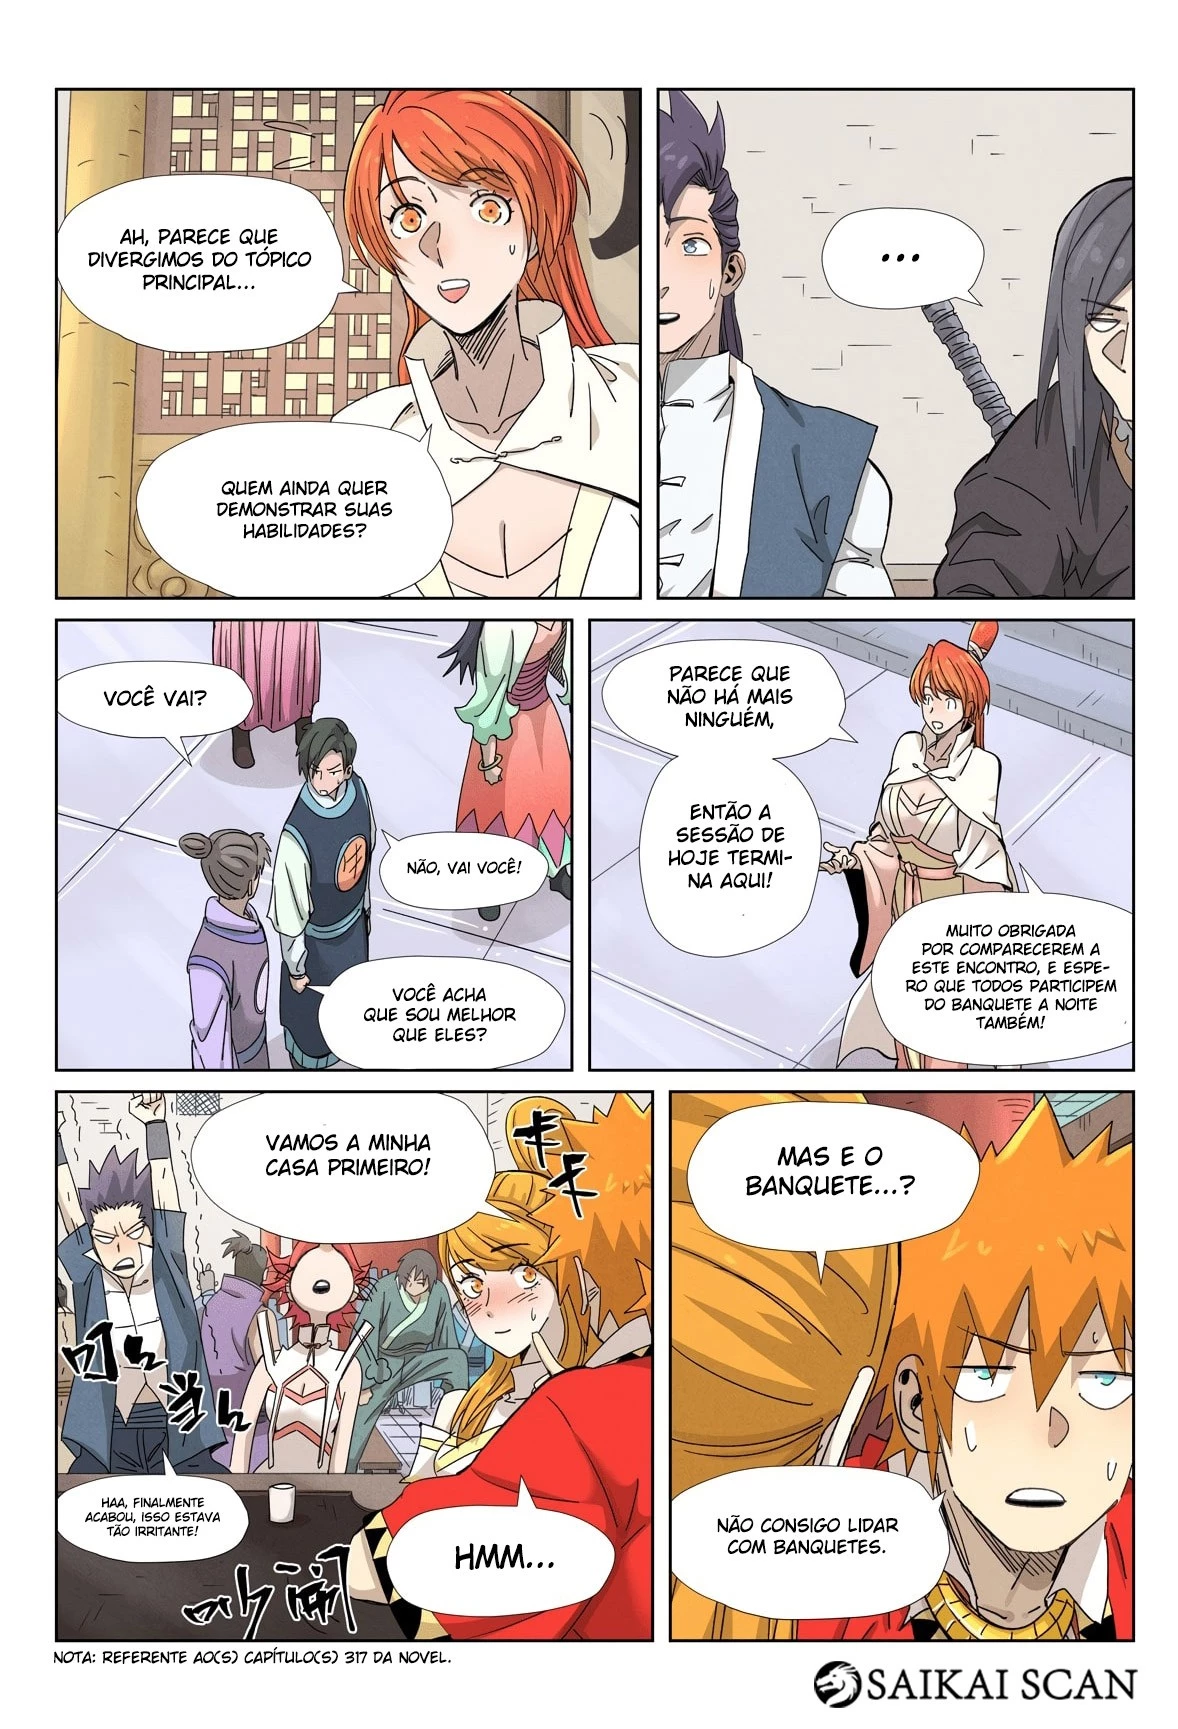 AH, PARECE QUE
DIVERGIMOS DO TÓPICO
PRINCIPAL...
QUEM AINDA QUER
DEMONSTRAR SUAS
HABILIDADES?
...
VOCÊ VAI?
NÃO, VAI VOCÊ!
VOCÊ ACHA
QUE SOU MELHOR
QUE ELES?
PARECE QUE
NÃO HÁ MAIS
NINGUÉM,
ENTÃO A
SESSÃO DE
HOJE TERMI-
NA AQUI!
MUITO OBRIGADA
POR COMPARECEREM A
ESTE ENCONTRO, E ESPE-
RO QUE TODOS PARTICIPEM
DO BANQUETE A NOITE
TAMBÉM!
VAMOS A MINHA
CASA PRIMEIRO!
HAA, FINALMENTE
ACABOU, ISSO ESTAVA
TÃO IRRITANTE!
HMM...
MAS E O
BANQUETE...?
NÃO CONSIGO LIDAR
COM BANQUETES.
NOTA: REFERENTE AO(S) CAPÍTULO(S) 317 DA NOVEL.
SAIKAI SCAN